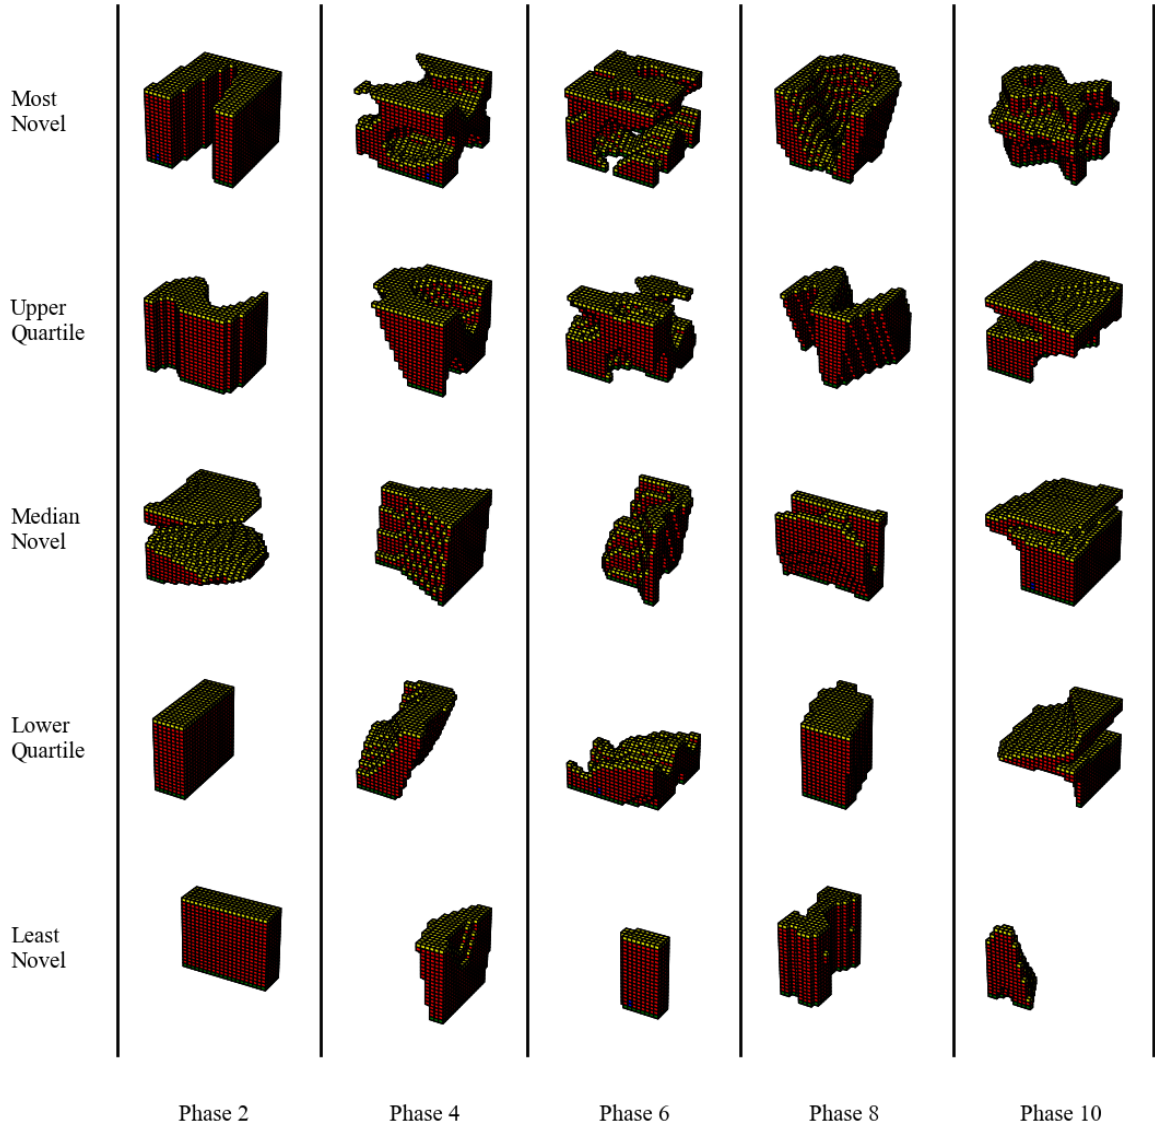 Most
Novel
Upper
Quartile
Median
Novel
Lower
Quartile
Least
Novel
Phase 2
Phase 4
Phase 6
Phase 8
Phase 10